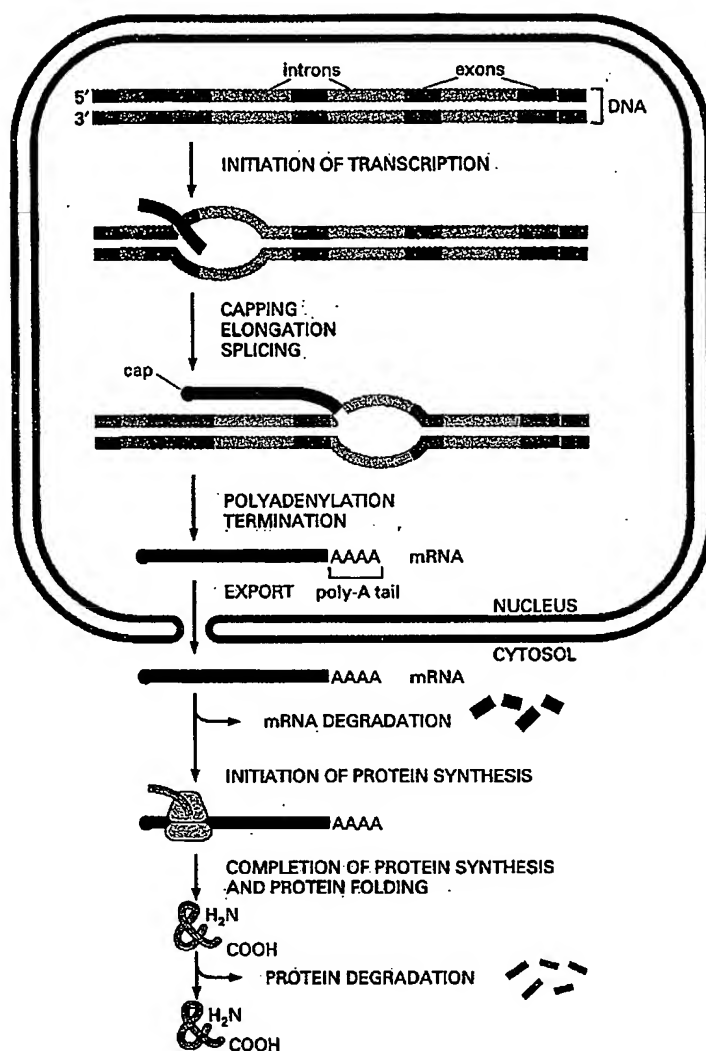 introns exons
5′
3′
DNA
INITIATION OF TRANSCRIPTION
CAPPING
ELONGATION
SPLICING
cap
POLYADENYLATION
TERMINATION
AAAA mRNA
EXPORT poly-A tail
NUCLEUS
CYTOSOL
AAAA mRNA
mRNA DEGRADATION
INITIATION OF PROTEIN SYNTHESIS
AAAA
COMPLETION OF PROTEIN SYNTHESIS
AND PROTEIN FOLDING
H₂N
COOH
PROTEIN DEGRADATION
H₂N
COOH